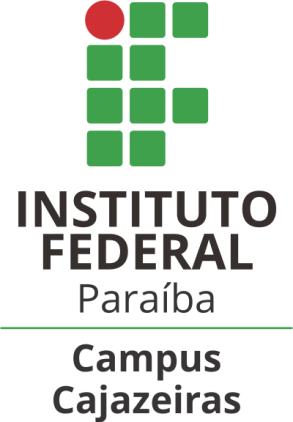 INSTITUTO
FEDERAL
Paraíba
Campus
Cajazeiras